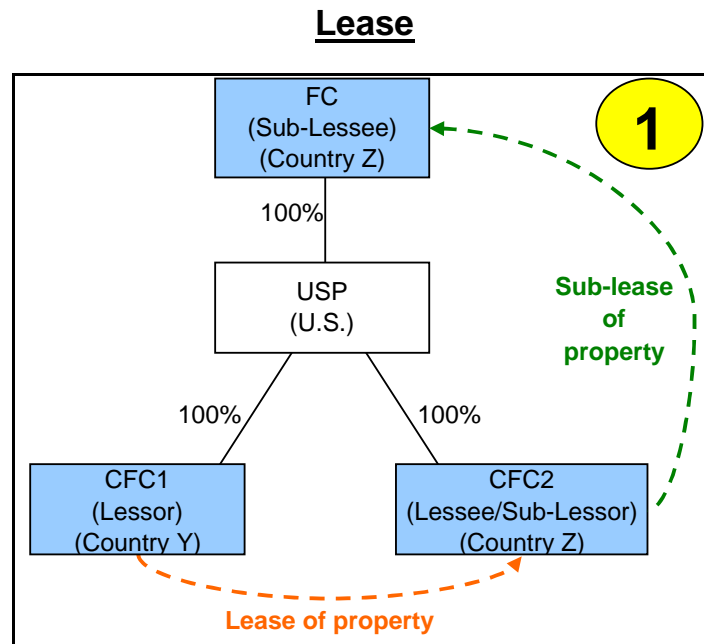 Lease
FC
(Sub-Lessee)
(Country Z)
1
100%
USP
(U.S.)
Sub-lease
of
property
100%
100%
CFC1
(Lessor)
(Country Y)
CFC2
(Lessee/Sub-Lessor)
(Country Z)
Lease of property